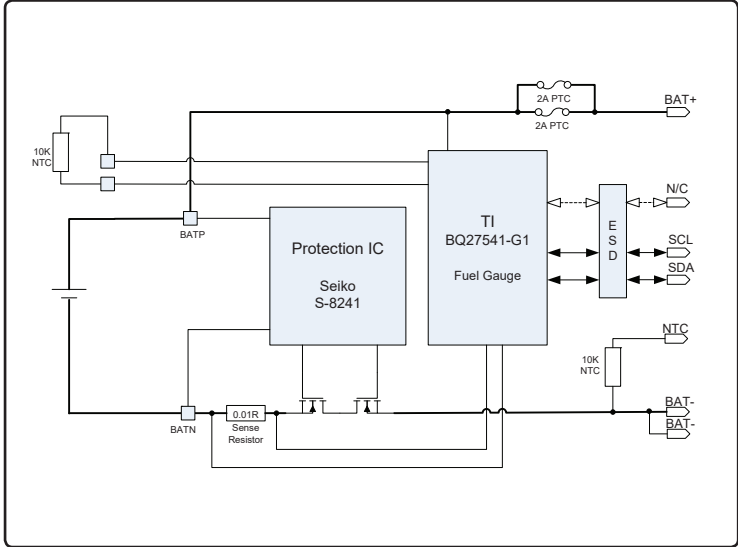 2A PTC
BAT+
2A PTC
10K
NTC
N/C
BATP
TI
BQ27541-G1
Fuel Gauge
E
S
D
Protection IC
Seiko
S-8241
SCL
SDA
NTC
10K
NTC
BAT-
BAT-
BATN
0.01R
Sense
Resistor